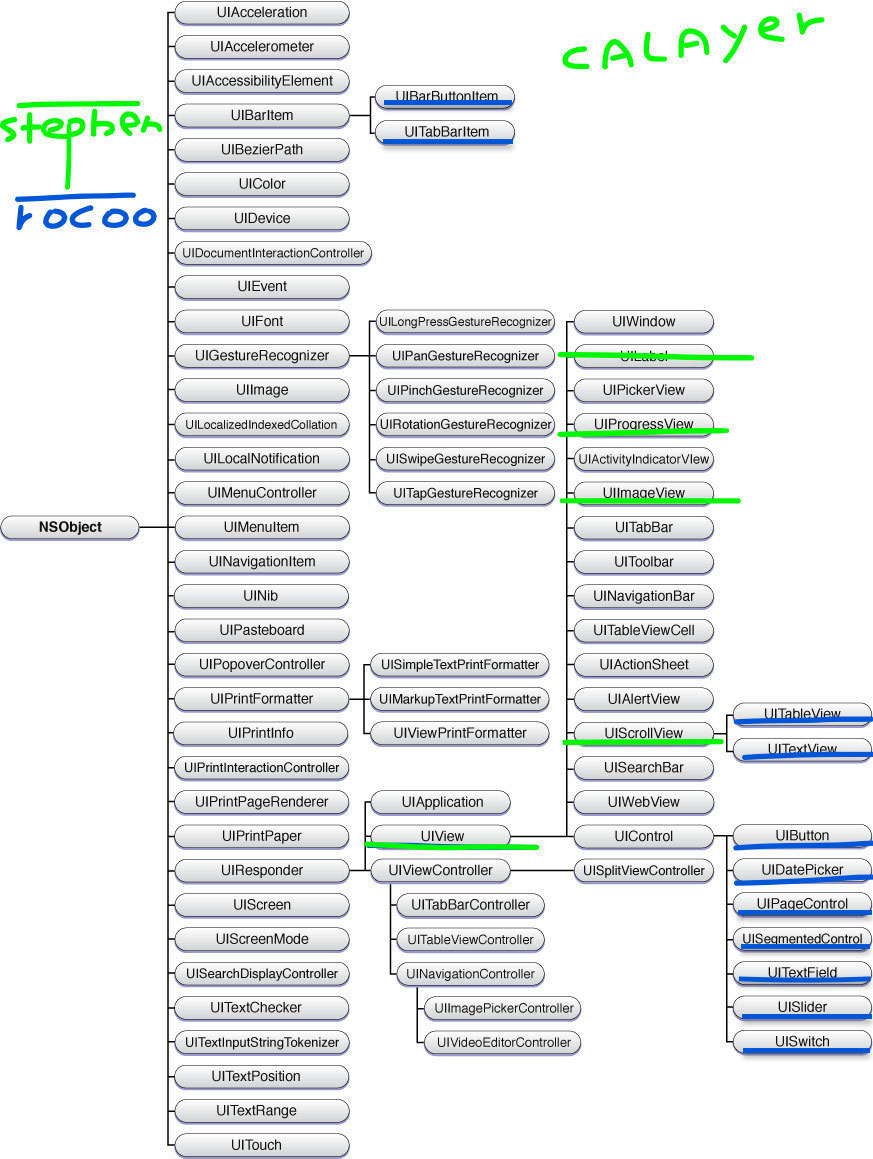 UIAcceleration
CALAyer
UIAccelerometer
UIAccessibilityElement
UIBarItem
UIBarButtonItem
UITabBarItem
stephen
UIBezierPath
UIColor
rocoo
UIDevice
UIDocumentInteractionController
UIEvent
UIFont
UIGestureRecognizer
UILongPressGestureRecognizer
UIPanGestureRecognizer
UIPinchGestureRecognizer
UIRotationGestureRecognizer
UISwipeGestureRecognizer
UITapGestureRecognizer
UIImage
UILocalizedIndexedCollation
UILocalNotification
UIMenuController
NSObject
UIMenuItem
UINavigationItem
UINib
UIPasteboard
UIPopoverController
UIPrintFormatter
UISimpleTextPrintFormatter
UIMarkupTextPrintFormatter
UIViewPrintFormatter
UIPrintInfo
UIPrintInteractionController
UIPrintPageRenderer
UIPrintPaper
UIResponder
UIApplication
UIView
UIViewController
UIWindow
UILabel
UIPickerView
UIProgressView
UIActivityIndicatorVIew
UIImageView
UITabBar
UIToolbar
UINavigationBar
UITableViewCell
UIActionSheet
UIAlertView
UIScrollView
UITableView
UITextView
UISearchBar
UIWebView
UIControl
UIButton
UIDatePicker
UIPageControl
UISegmentedControl
UITextField
UISlider
UISwitch
UISplitViewController
UITabBarController
UITableViewController
UINavigationController
UIImagePickerController
UIVideoEditorController
UIScreen
UIScreenMode
UISearchDisplayController
UITextChecker
UITextInputStringTokenizer
UITextPosition
UITextRange
UITouch